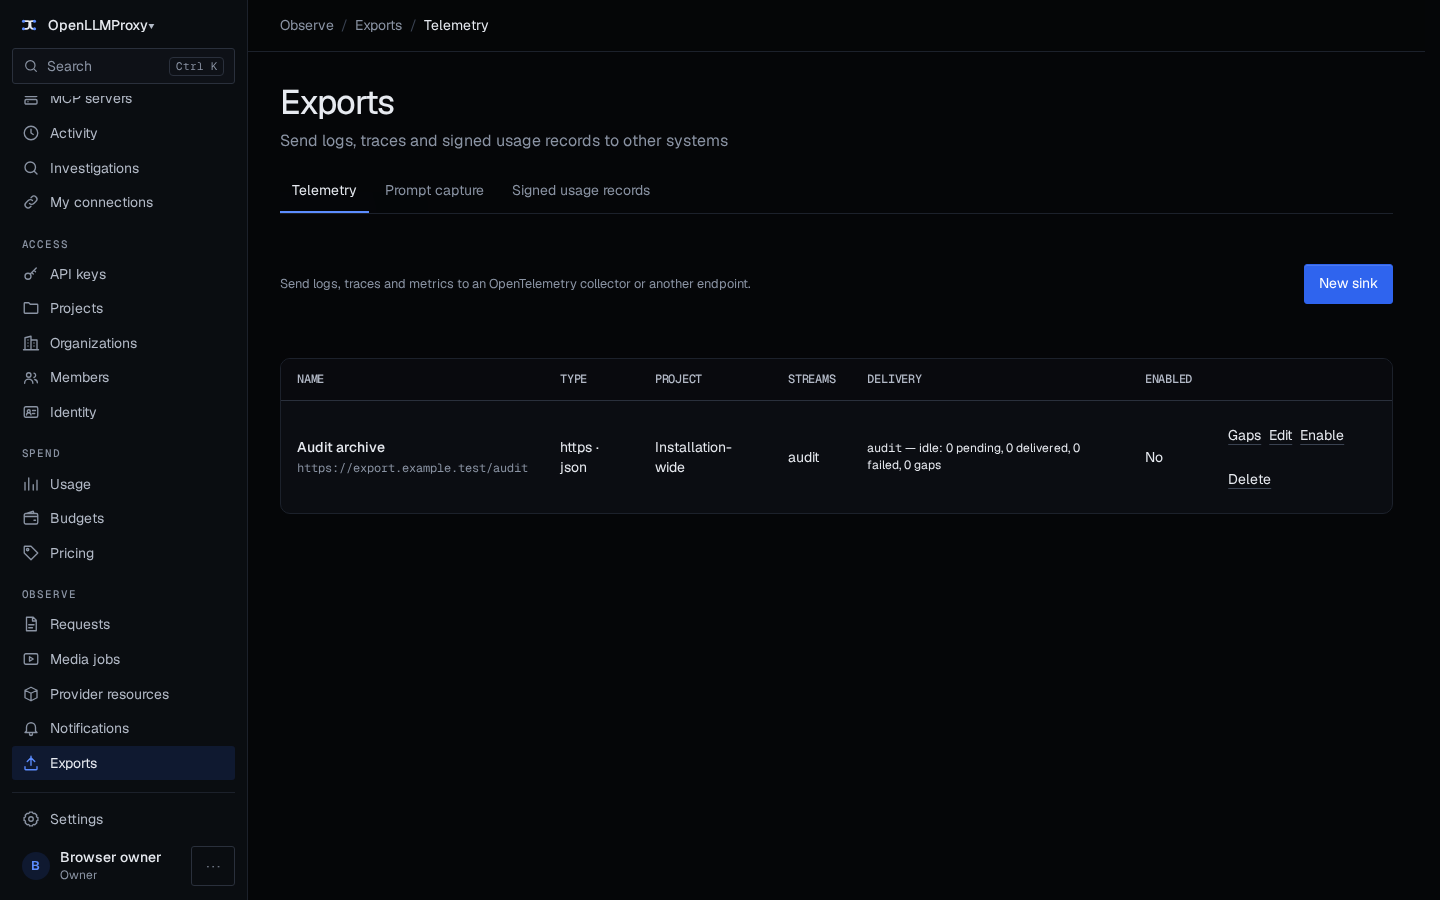 OpenLLMProxy▾
Search Ctrl K
MCP servers
Activity
Investigations
My connections
ACCESS
API keys
Projects
Organizations
Members
Identity
SPEND
Usage
Budgets
Pricing
OBSERVE
Requests
Media jobs
Provider resources
Notifications
Exports
Settings
B
Browser owner
Owner
...
Observe / Exports / Telemetry
Exports
Send logs, traces and signed usage records to other systems
Telemetry Prompt capture Signed usage records
Send logs, traces and metrics to an OpenTelemetry collector or another endpoint.
New sink
NAME TYPE PROJECT STREAMS DELIVERY ENABLED
Audit archive
https://export.example.test/audit
https ·
json
Installation-
wide
audit
audit — idle: 0 pending, 0 delivered, 0
failed, 0 gaps
No
Gaps Edit Enable
Delete